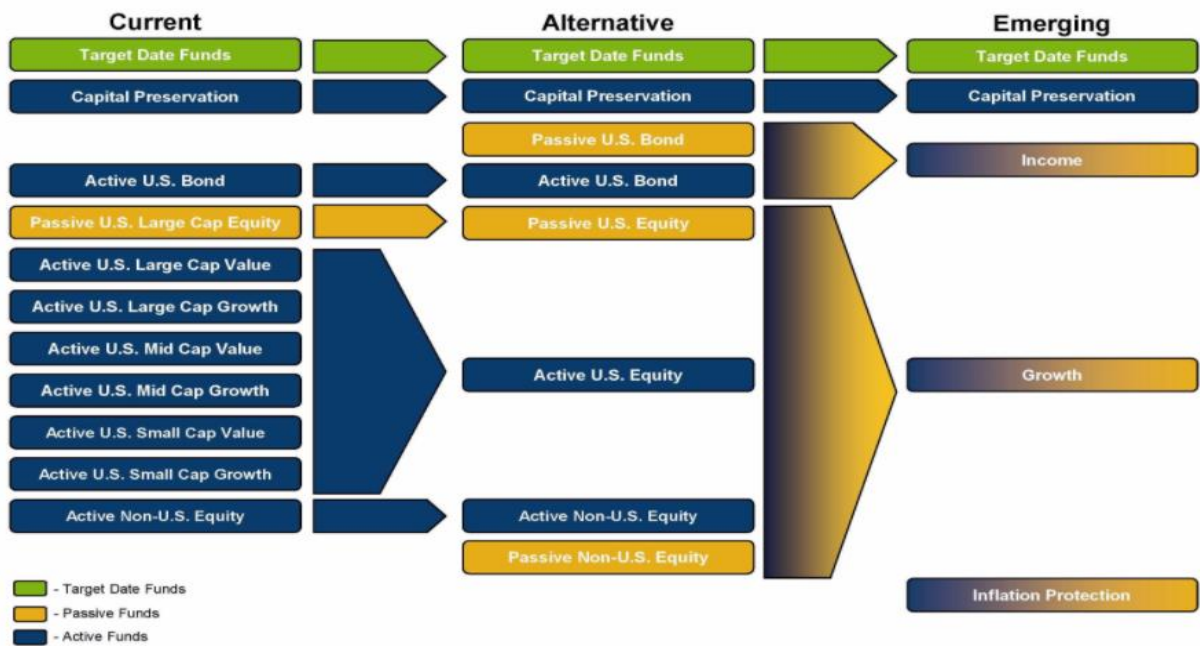 Current
Alternative
Emerging
Target Date Funds
Target Date Funds
Target Date Funds
Capital Preservation
Capital Preservation
Capital Preservation
Passive U.S. Bond
Income
Active U.S. Bond
Active U.S. Bond
Passive U.S. Large Cap Equity
Passive U.S. Equity
Active U.S. Large Cap Value
Active U.S. Large Cap Growth
Active U.S. Mid Cap Value
Active U.S. Mid Cap Growth
Active U.S. Equity
Growth
Active U.S. Small Cap Value
Active U.S. Small Cap Growth
Active Non-U.S. Equity
Active Non-U.S. Equity
Passive Non-U.S. Equity
Inflation Protection
- Target Date Funds
- Passive Funds
- Active Funds